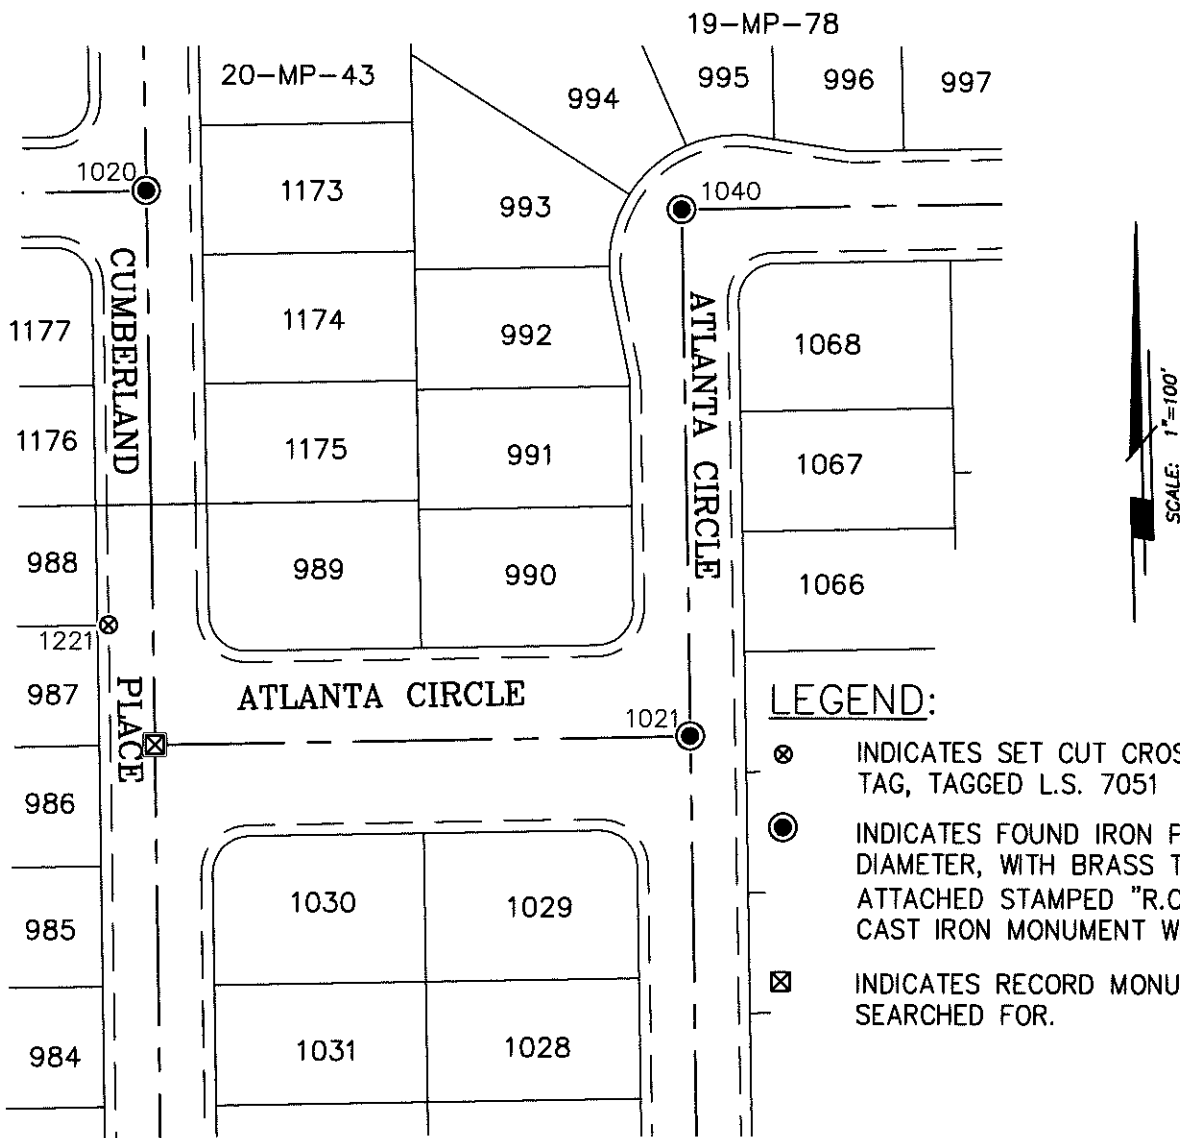 19-MP-78
20-MP-43
994
995
996
997
1020
1173
993
1040
CUMBERLAND
ATLANTA CIRCLE
1177
1174
992
1068
SCALE: 1"=100'
1176
1175
991
1067
988
989
990
1066
1221
987
PLACE
ATLANTA CIRCLE
1021
986
985
1030
1029
984
1031
1028
LEGEND:
INDICATES SET CUT CROS
TAG, TAGGED L.S. 7051
INDICATES FOUND IRON P
DIAMETER, WITH BRASS T
ATTACHED STAMPED "R.C
CAST IRON MONUMENT W
INDICATES RECORD MONU
SEARCHED FOR.